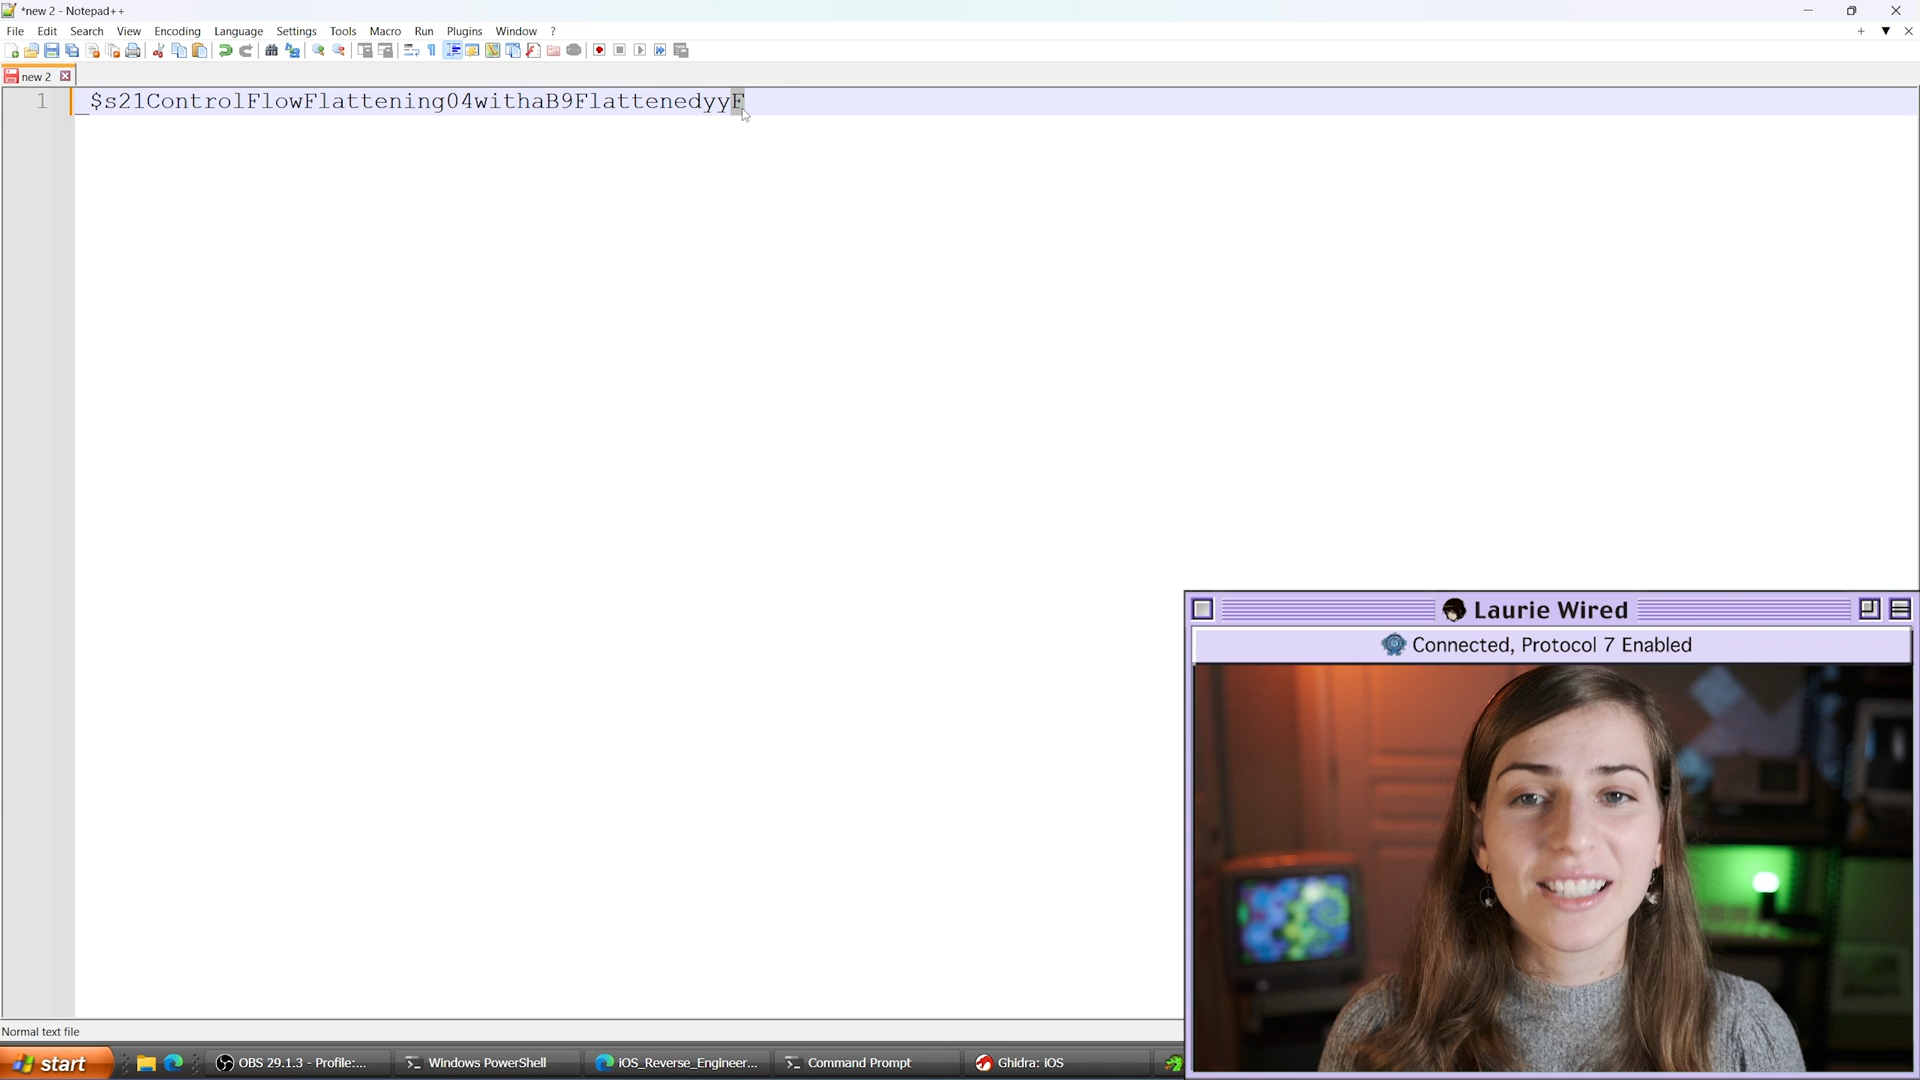 *new 2 - Notepad++
File Edit Search View Encoding Language Settings Tools Macro Run Plugins Window ?
new 2
1 _$s21ControlFlowFlattening04withaB9FlattenedyyF
Laurie Wired
Connected, Protocol 7 Enabled
Normal text file
start OBS 29.1.3 - Profile:... Windows PowerShell iOS_Reverse_Engineer... Command Prompt Ghidra: iOS